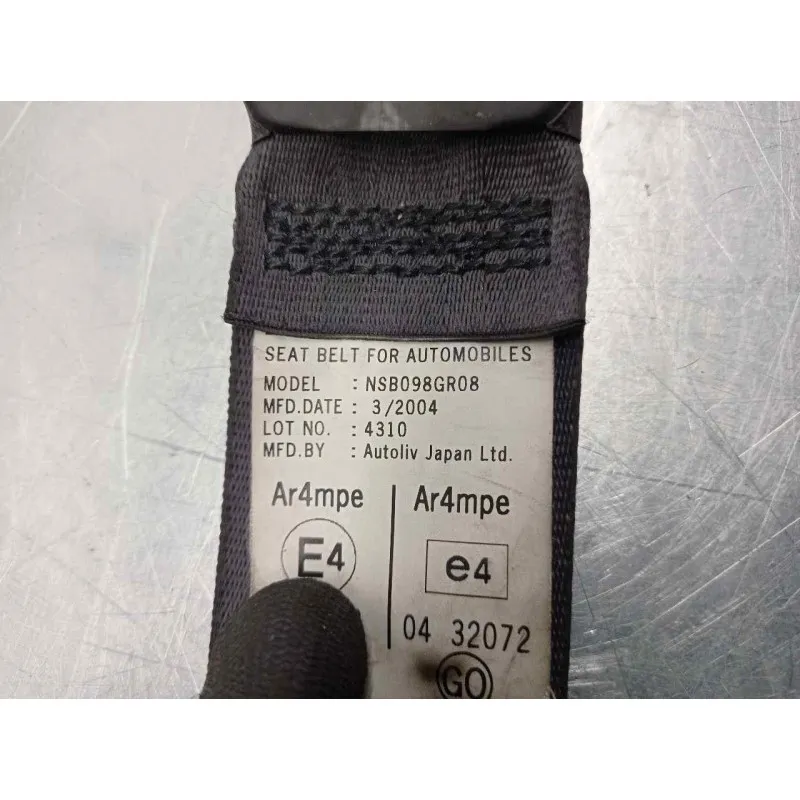 SEAT BELT FOR AUTOMOBILES
MODEL : NSB098GR08
MFD.DATE : 3/2004
LOT NO. : 4310
MFD.BY : Autoliv Japan Ltd.
Ar4mpe Ar4mpe
E4 e4
04 32072
GO